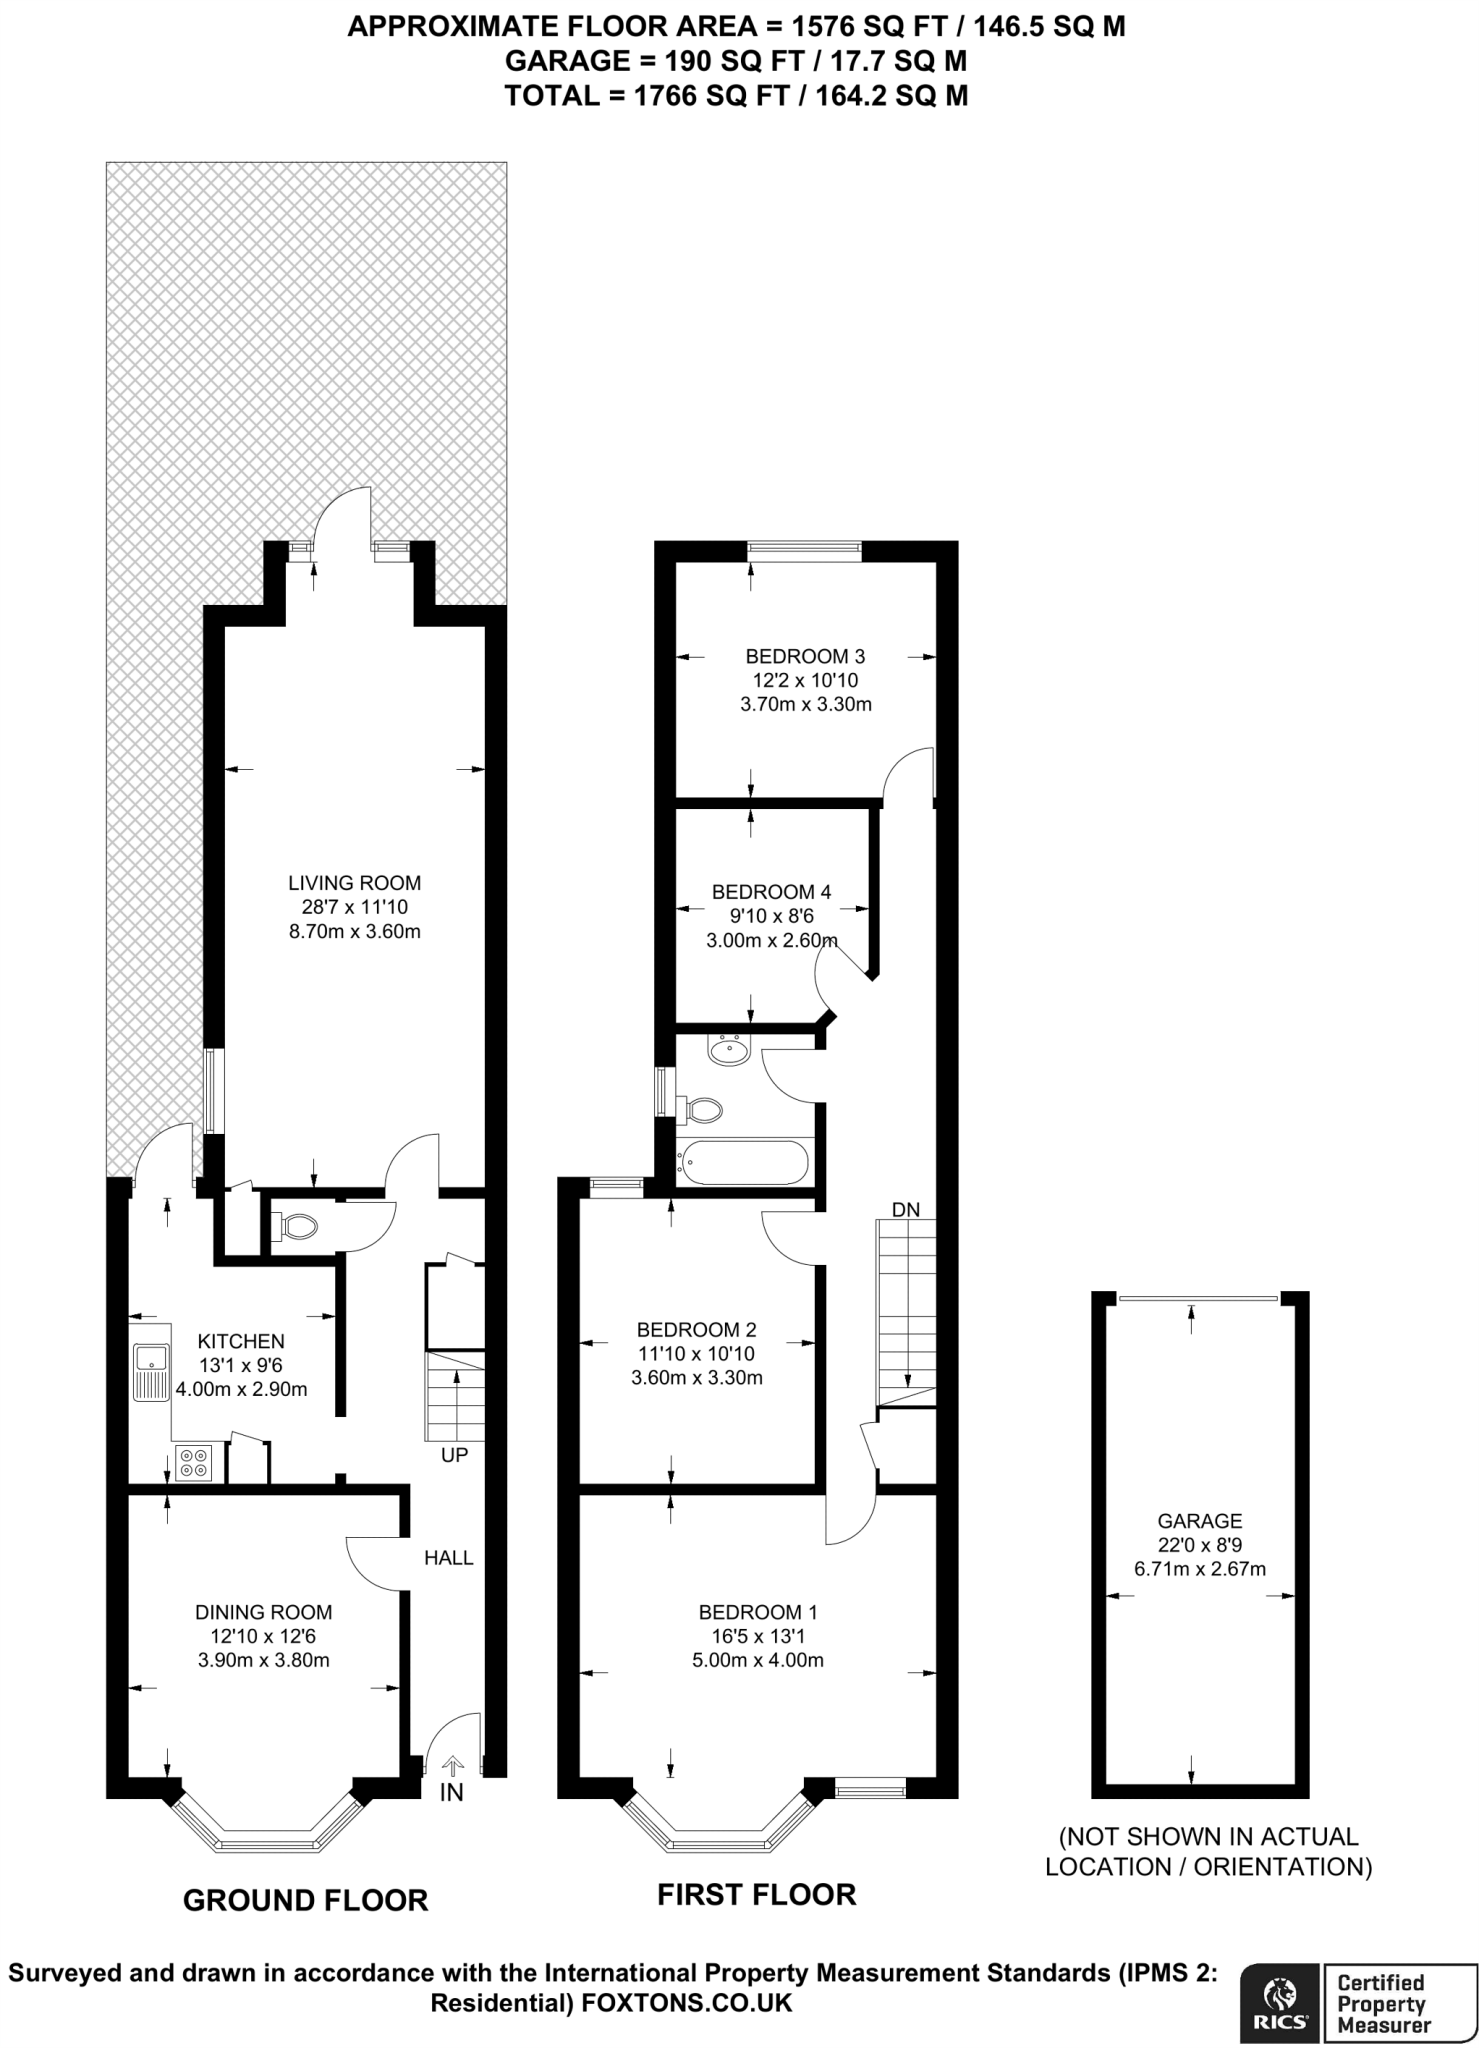 APPROXIMATE FLOOR AREA = 1576 SQ FT / 146.5 SQ M
GARAGE = 190 SQ FT / 17.7 SQ M
TOTAL = 1766 SQ FT / 164.2 SQ M
LIVING ROOM
28'7 x 11'10
8.70m x 3.60m
KITCHEN
13'1 x 9'6
4.00m x 2.90m
UP
HALL
DINING ROOM
12'10 x 12'6
3.90m x 3.80m
IN
GROUND FLOOR
BEDROOM 3
12'2 x 10'10
3.70m x 3.30m
BEDROOM 4
9'10 x 8'6
3.00m x 2.60m
DN
BEDROOM 2
11'10 x 10'10
3.60m x 3.30m
BEDROOM 1
16'5 x 13'1
5.00m x 4.00m
FIRST FLOOR
GARAGE
22'0 x 8'9
6.71m x 2.67m
(NOT SHOWN IN ACTUAL
LOCATION / ORIENTATION)
Surveyed and drawn in accordance with the International Property Measurement Standards (IPMS 2:
Residential) FOXTONS.CO.UK
RICS
Certified
Property
Measurer